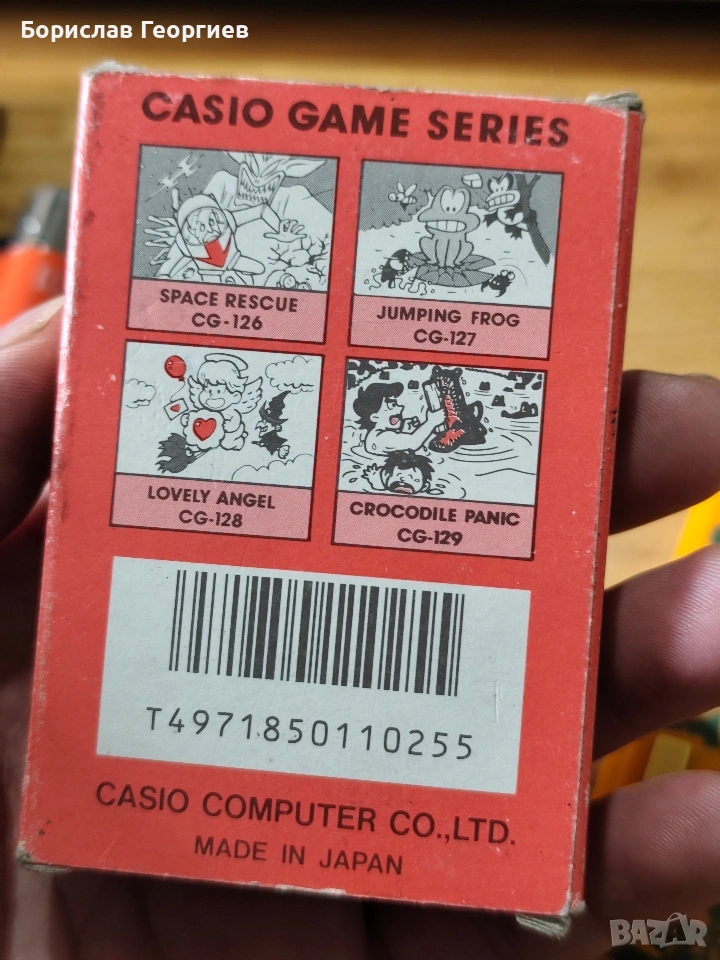 Борислав Георгиев
CASIO GAME SERIES
SPACE RESCUE
CG-126
JUMPING FROG
CG-127
LOVELY ANGEL
CG-128
CROCODILE PANIC
CG-129
T4971850110255
CASIO COMPUTER CO.,LTD.
MADE IN JAPAN
BAZAR